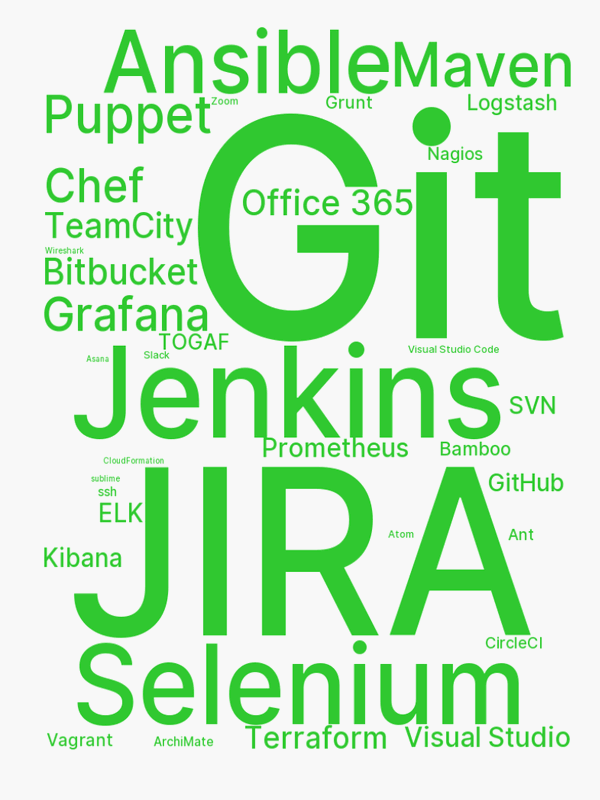 Ansible
Maven
Puppet
Zoom
Grunt
Logstash
Git
Nagios
Chef
Office 365
TeamCity
Wireshark
Bitbucket
Grafana
TOGAF
Visual Studio Code
Slack
Asana
Jenkins
SVN
Prometheus
Bamboo
CloudFormation
sublime
GitHub
ssh
ELK
JIRA
Atom
Ant
Kibana
CircleCI
Selenium
Vagrant
ArchiMate
Terraform
Visual Studio